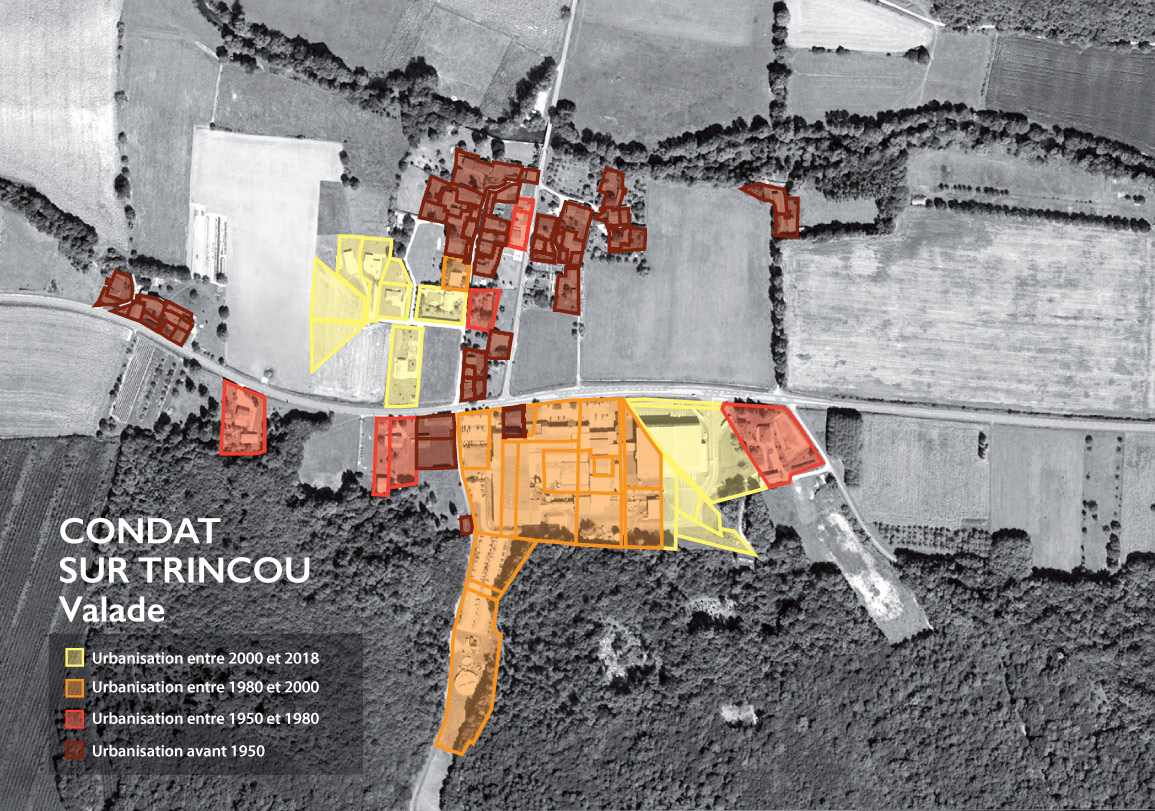 CONDAT
SUR TRINCOU
Valade
Urbanisation entre 2000 et 2018
Urbanisation entre 1980 et 2000
Urbanisation entre 1950 et 1980
Urbanisation avant 1950